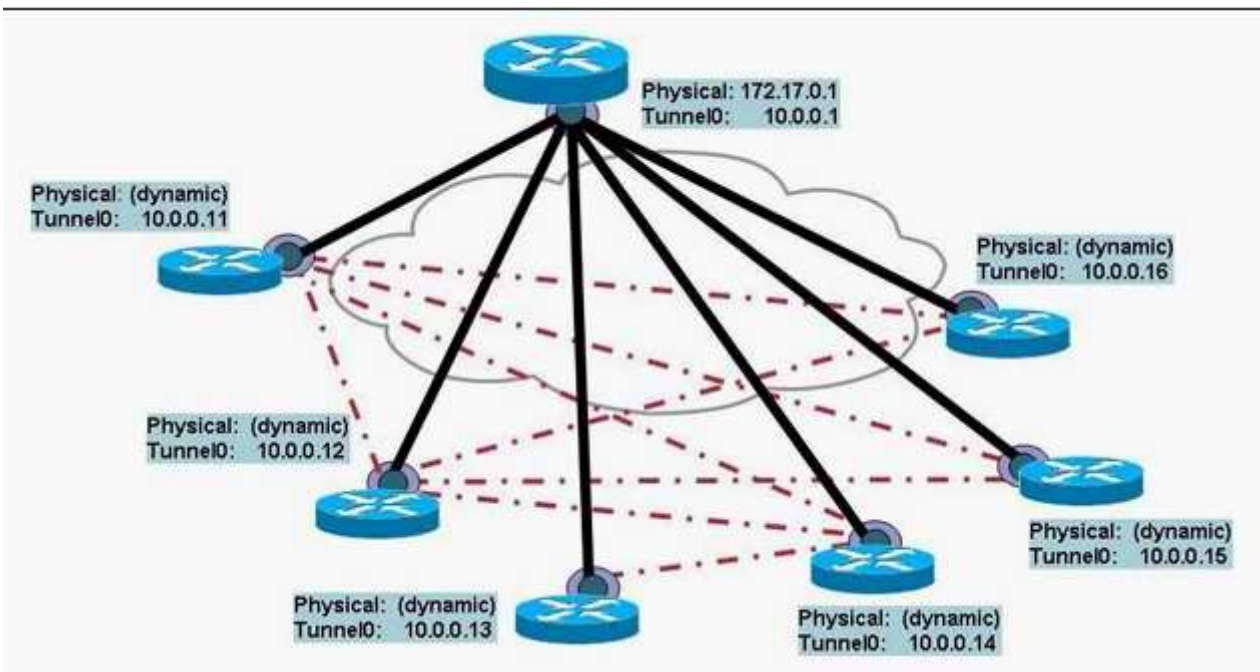 Physical: 172.17.0.1
Tunnel0: 10.0.0.1
Physical: (dynamic)
Tunnel0: 10.0.0.11
Physical: (dynamic)
Tunnel0: 10.0.0.16
Physical: (dynamic)
Tunnel0: 10.0.0.12
Physical: (dynamic)
Tunnel0: 10.0.0.15
Physical: (dynamic)
Tunnel0: 10.0.0.13
Physical: (dynamic)
Tunnel0: 10.0.0.14